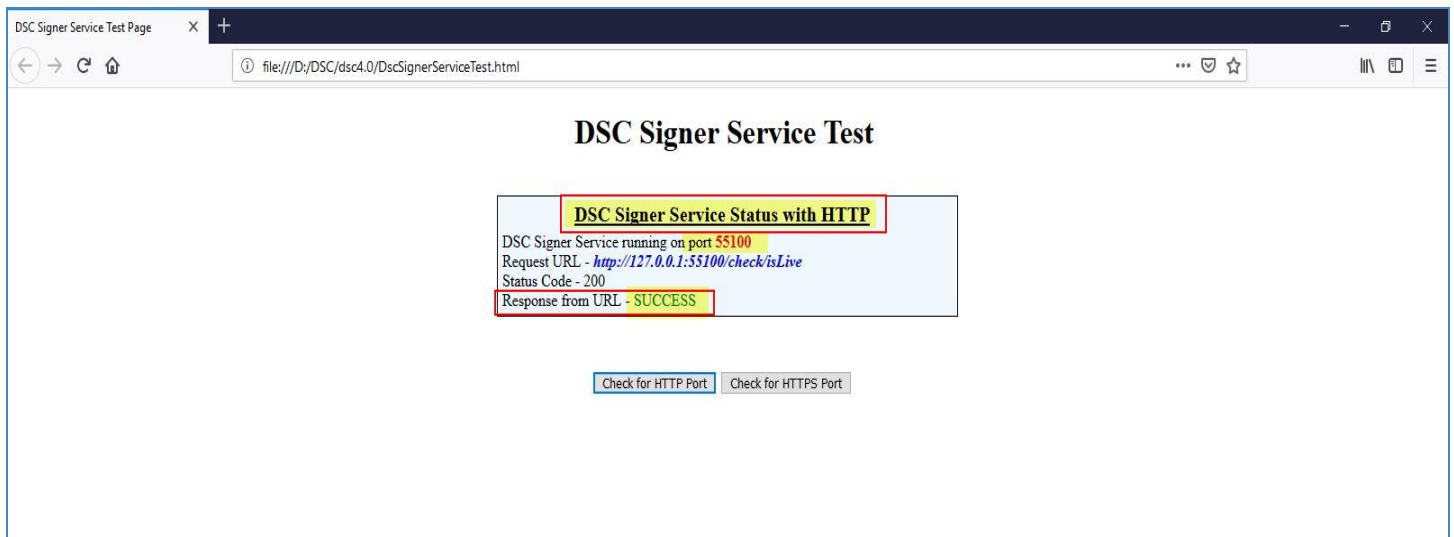 DSC Signer Service Test Page
file:///D:/DSC/dsc4.0/DscSignerServiceTest.html
DSC Signer Service Test
DSC Signer Service Status with HTTP
DSC Signer Service running on port 55100
Request URL - http://127.0.0.1:55100/check/isLive
Status Code - 200
Response from URL - SUCCESS
Check for HTTP Port Check for HTTPS Port